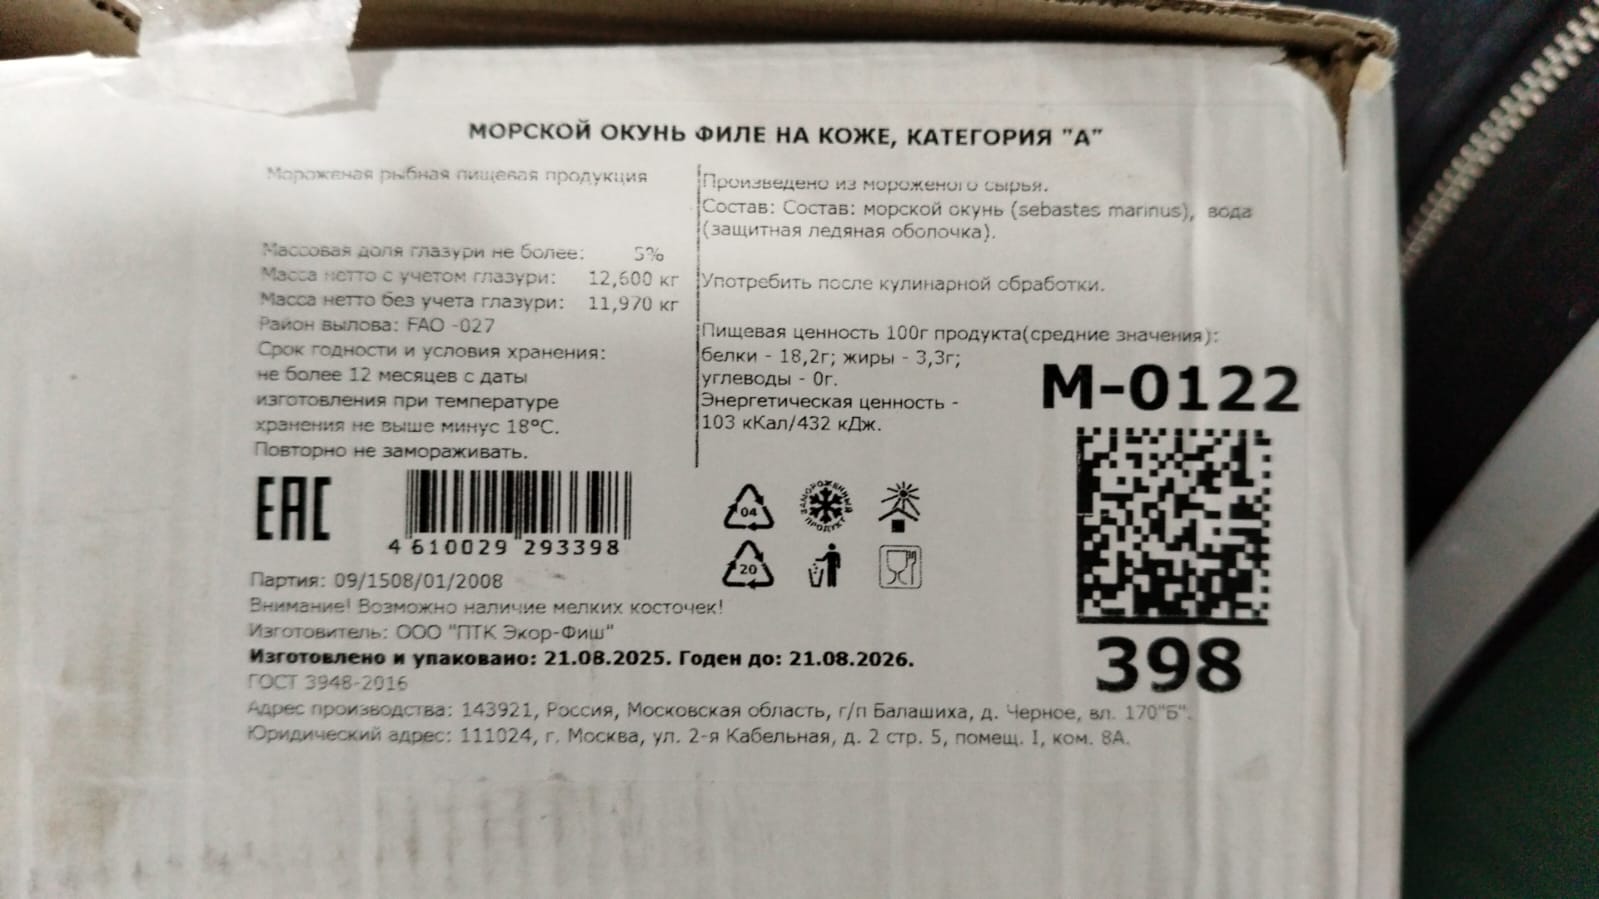 МОРСКОЙ ОКУНЬ ФИЛЕ НА КОЖЕ, КАТЕГОРИЯ "А"
Мороженая рыбная пищевая продукция
Массовая доля глазури не более: 5%
Масса нетто с учетом глазури: 12,600 кг
Масса нетто без учета глазури: 11,970 кг
Район вылова: FAO -027
Срок годности и условия хранения:
не более 12 месяцев с даты
изготовления при температуре
хранения не выше минус 18°С.
Повторно не замораживать.
Произведено из мороженого сырья.
Состав: Состав: морской окунь (sebastes marinus), вода
(защитная ледяная оболочка).
Употребить после кулинарной обработки.
Пищевая ценность 100г продукта(средние значения):
белки - 18,2г; жиры - 3,3г;
углеводы - 0г.
Энергетическая ценность -
103 кКал/432 кДж.
М-0122
398
EAC
4 610029 293398
04
ЗАМОРОЖЕННЫЙ ПРОДУКТ
20
Партия: 09/1508/01/2008
Внимание! Возможно наличие мелких косточек!
Изготовитель: ООО "ПТК Экор-Фиш"
Изготовлено и упаковано: 21.08.2025. Годен до: 21.08.2026.
ГОСТ 3948-2016
Адрес производства: 143921, Россия, Московская область, г/п Балашиха, д. Черное, вл. 170"Б".
Юридический адрес: 111024, г. Москва, ул. 2-я Кабельная, д. 2 стр. 5, помещ. I, ком. 8А.